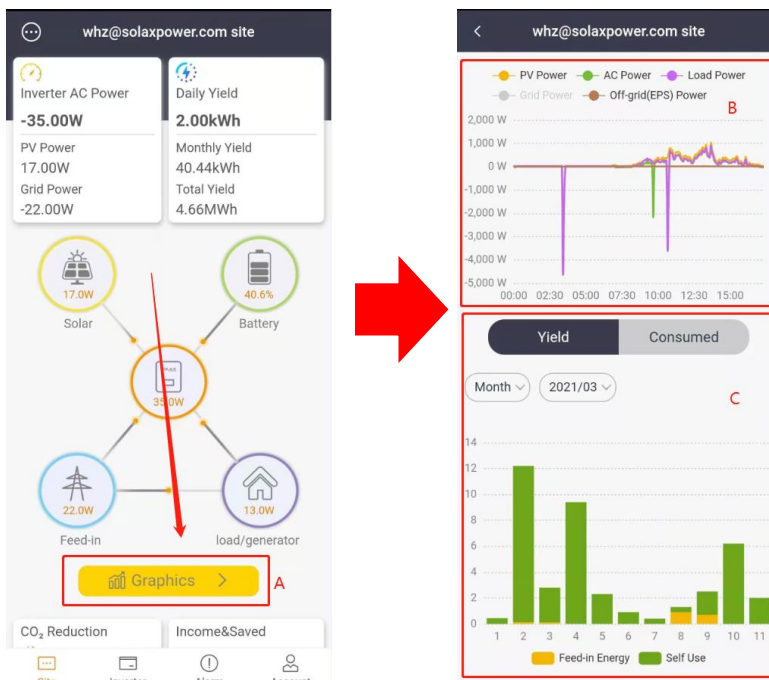 whz@solaxpower.com site
Inverter AC Power
-35.00W
PV Power
17.00W
Grid Power
-22.00W
Daily Yield
2.00kWh
Monthly Yield
40.44kWh
Total Yield
4.66MWh
17.0W
Solar
40.6%
Battery
35.0W
22.0W
Feed-in
13.0W
load/generator
Graphics >
A
CO₂ Reduction
Income&Saved
Site
Inverter
Alarm
Account
whz@solaxpower.com site
PV Power AC Power Load Power
Grid Power Off-grid(EPS) Power
B
2,000 W
1,000 W
0 W
-1,000 W
-2,000 W
-3,000 W
-4,000 W
-5,000 W
00:00 02:30 05:00 07:30 10:00 12:30 15:00
Yield Consumed
Month 2021/03
C
14
12
10
8
6
4
2
0
1 2 3 4 5 6 7 8 9 10 11
Feed-in Energy Self Use